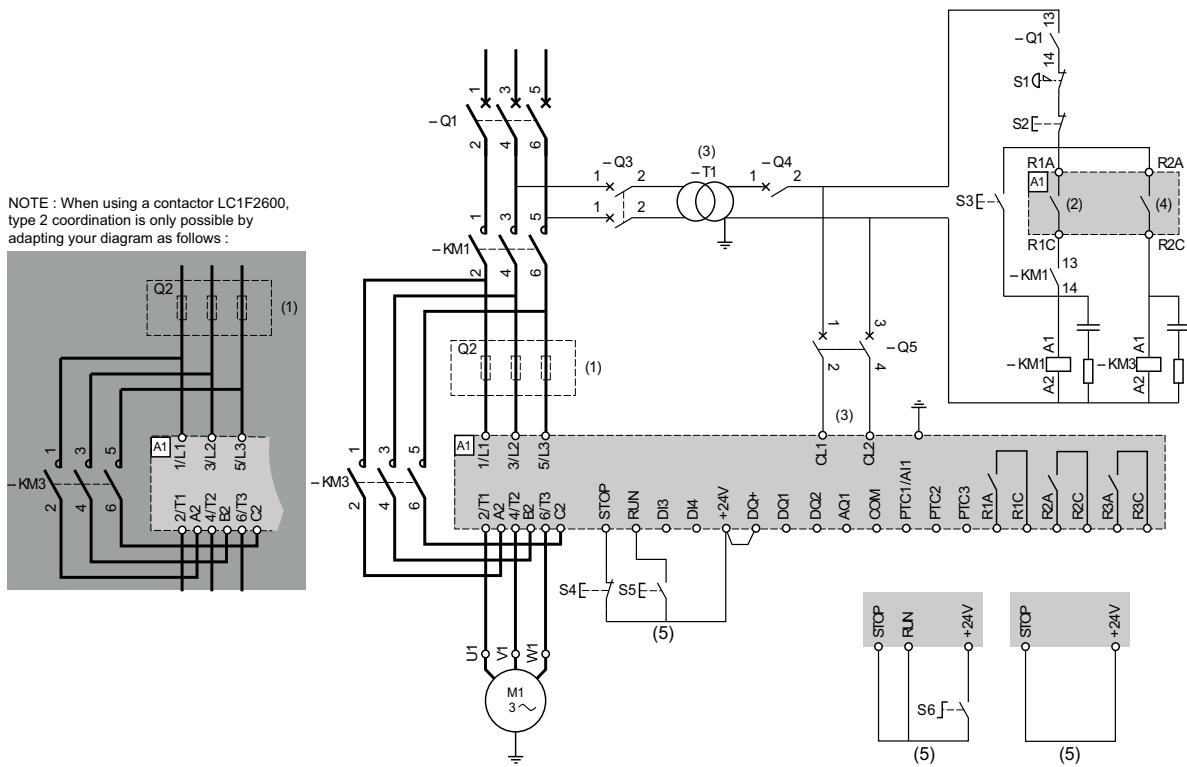 NOTE : When using a contactor LC1F2600,
type 2 coordination is only possible by
adapting your diagram as follows :
Q2
(1)
1 3 5
– KM3
2 4 6
A1
1/L1 3/L2 5/L3
2/T1 A2 4/T2 B2 6/T3 C2
1 3 5
– Q1
2 4 6
1 3 5
– KM1
2 4 6
– Q3
1 2
1 2
(3)
– T1
– Q4
1 2
Q2
(1)
1 3 5
– KM3
2 4 6
1 3
– Q5
2 4
(3)
13
– Q1
14
S1
S2
R1A R2A
A1
S3
(2) (4)
R1C R2C
13
– KM1
14
A1 A1
– KM1 – KM3
A2 A2
A1
1/L1 3/L2 5/L3 CL1 CL2
2/T1 A2 4/T2 B2 6/T3 C2 STOP RUN DI3 DI4 +24V DQ+ DQ1 DQ2 AQ1 COM PTC1/AI1 PTC2 PTC3 R1A R1C R2A R2C R3A R3C
S4 S5
(5)
U1 V1 W1
M1
3
STOP RUN +24V
S6
(5)
STOP +24V
(5)